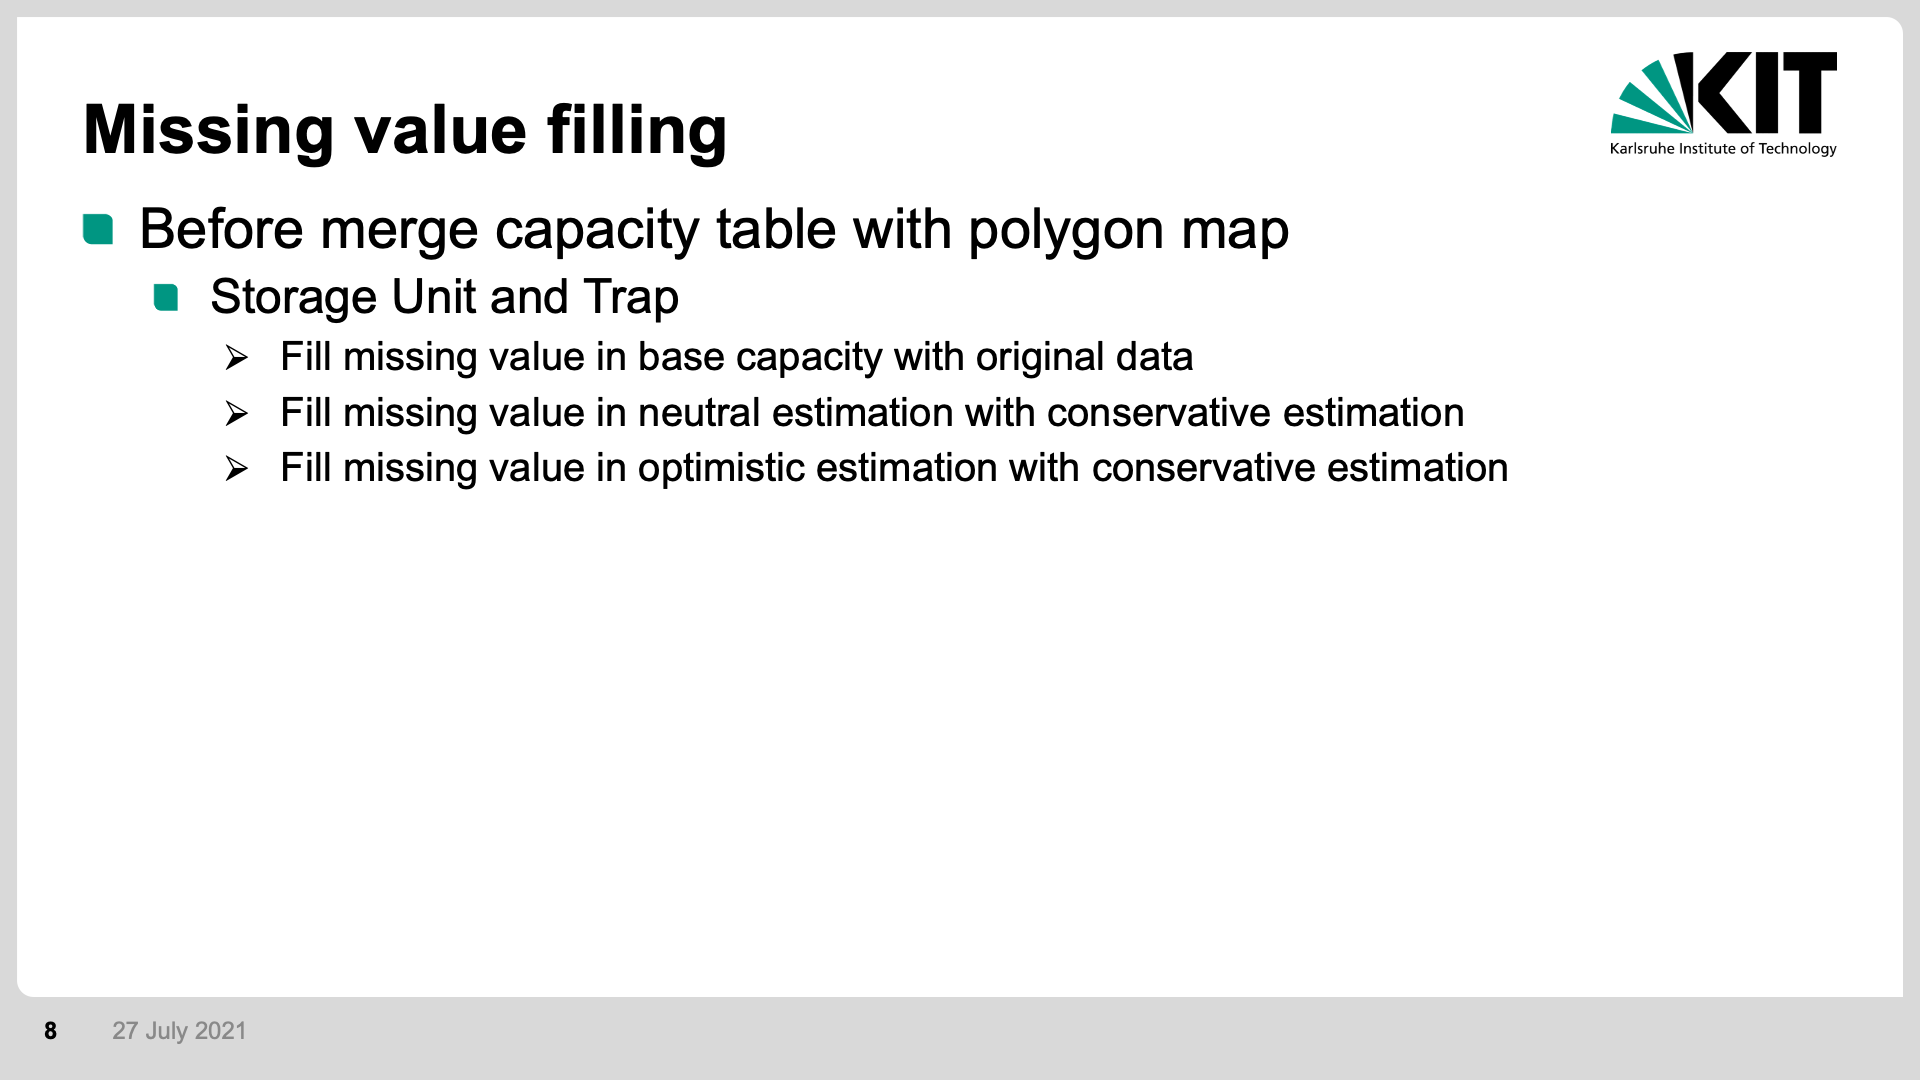 KIT
Karlsruhe Institute of Technology
Missing value filling
Before merge capacity table with polygon map
Storage Unit and Trap
Fill missing value in base capacity with original data
Fill missing value in neutral estimation with conservative estimation
Fill missing value in optimistic estimation with conservative estimation
8 27 July 2021